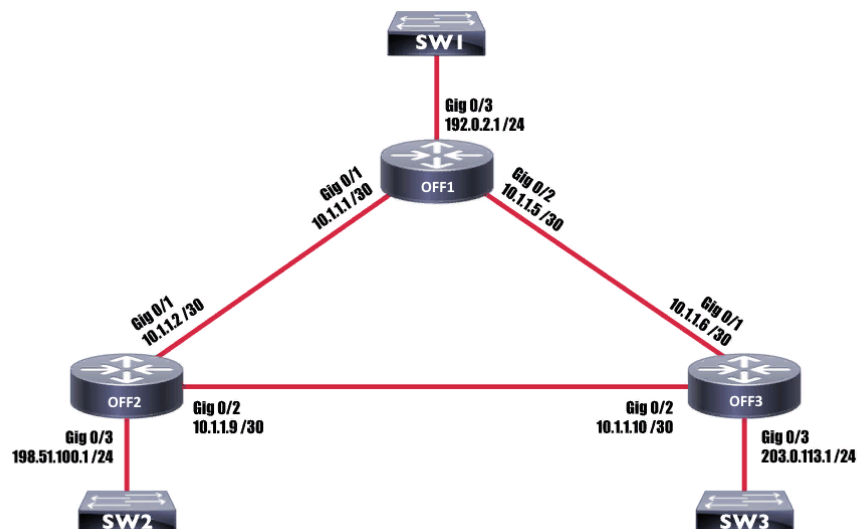 SW1
Gig 0/3
192.0.2.1 /24
OFF1
Gig 0/1
10.1.1.1 /30
Gig 0/2
10.1.1.5 /30
Gig 0/1
10.1.1.2 /30
Gig 0/1
10.1.1.6 /30
OFF2
OFF3
Gig 0/2
10.1.1.9 /30
Gig 0/2
10.1.1.10 /30
Gig 0/3
198.51.100.1 /24
Gig 0/3
203.0.113.1 /24
SW2
SW3